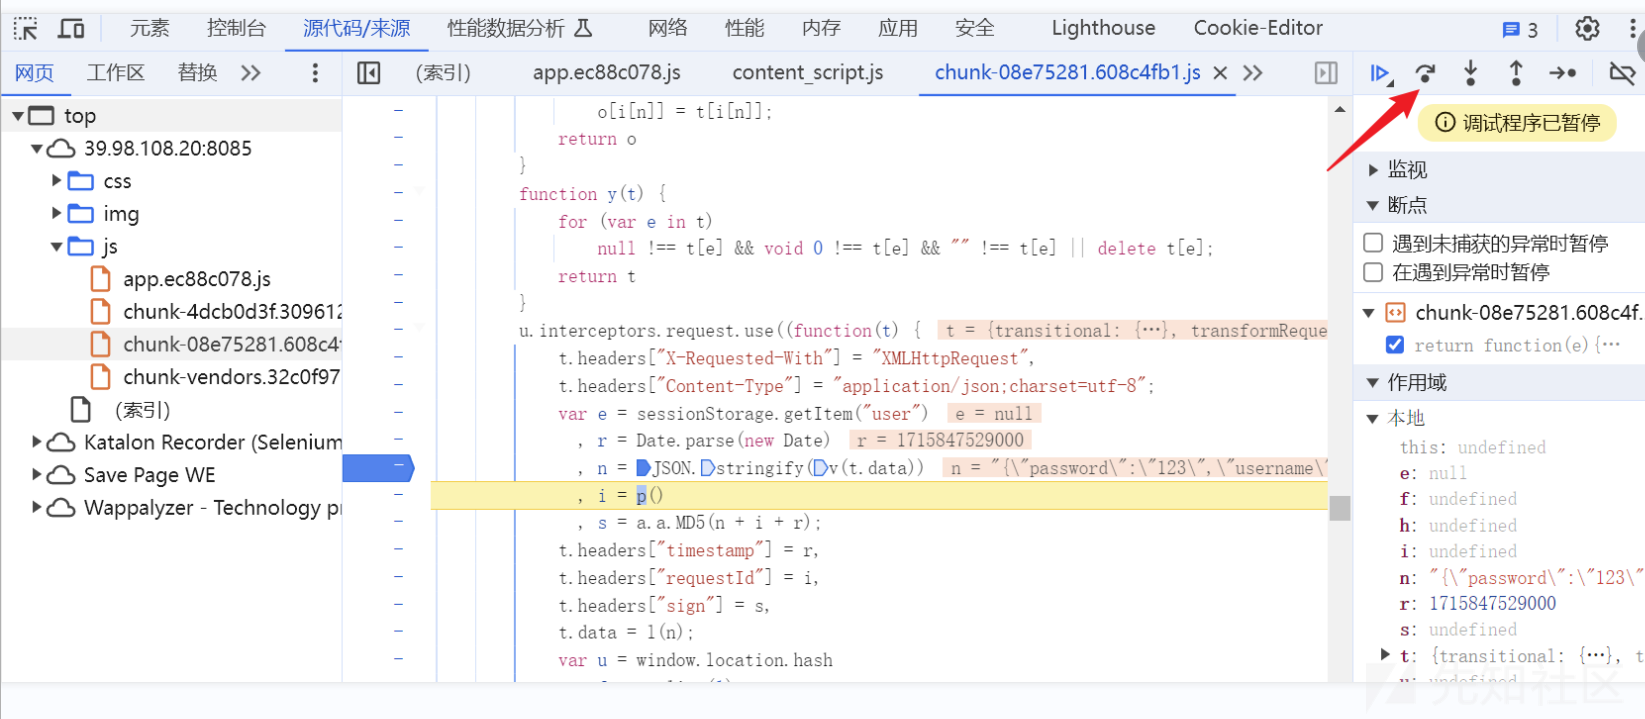 元素 控制台 源代码/来源 性能数据分析 网络 性能 内存 应用 安全 Lighthouse Cookie-Editor 3
网页 工作区 替换 >> (索引) app.ec88c078.js content_script.js chunk-08e75281.608c4fb1.js × >>
top
39.98.108.20:8085
css
img
js
app.ec88c078.js
chunk-4dcb0d3f.309612
chunk-08e75281.608c4f
chunk-vendors.32c0f97
(索引)
Katalon Recorder (Selenium
Save Page WE
Wappalyzer - Technology pr
o[i[n]] = t[i[n]];
return o
}
function y(t) {
for (var e in t)
null !== t[e] && void 0 !== t[e] && "" !== t[e] || delete t[e];
return t
}
u.interceptors.request.use((function(t) { t = {transitional: {…}, transformReque
t.headers["X-Requested-With"] = "XMLHttpRequest",
t.headers["Content-Type"] = "application/json;charset=utf-8";
var e = sessionStorage.getItem("user") e = null
, r = Date.parse(new Date) r = 1715847529000
, n = JSON.stringify(v(t.data)) n = "{\"password\":\"123\",\"username\"
, i = p()
, s = a.a.MD5(n + i + r);
t.headers["timestamp"] = r,
t.headers["requestId"] = i,
t.headers["sign"] = s,
t.data = l(n);
var u = window.location.hash
调试程序已暂停
监视
断点
遇到未捕获的异常时暂停
在遇到异常时暂停
chunk-08e75281.608c4f.
return function(e){…
作用域
本地
this: undefined
e: null
f: undefined
h: undefined
i: undefined
n: "{\"password\":\"123\"
r: 1715847529000
s: undefined
t: {transitional: {…}, t
u: undefined
先知社区